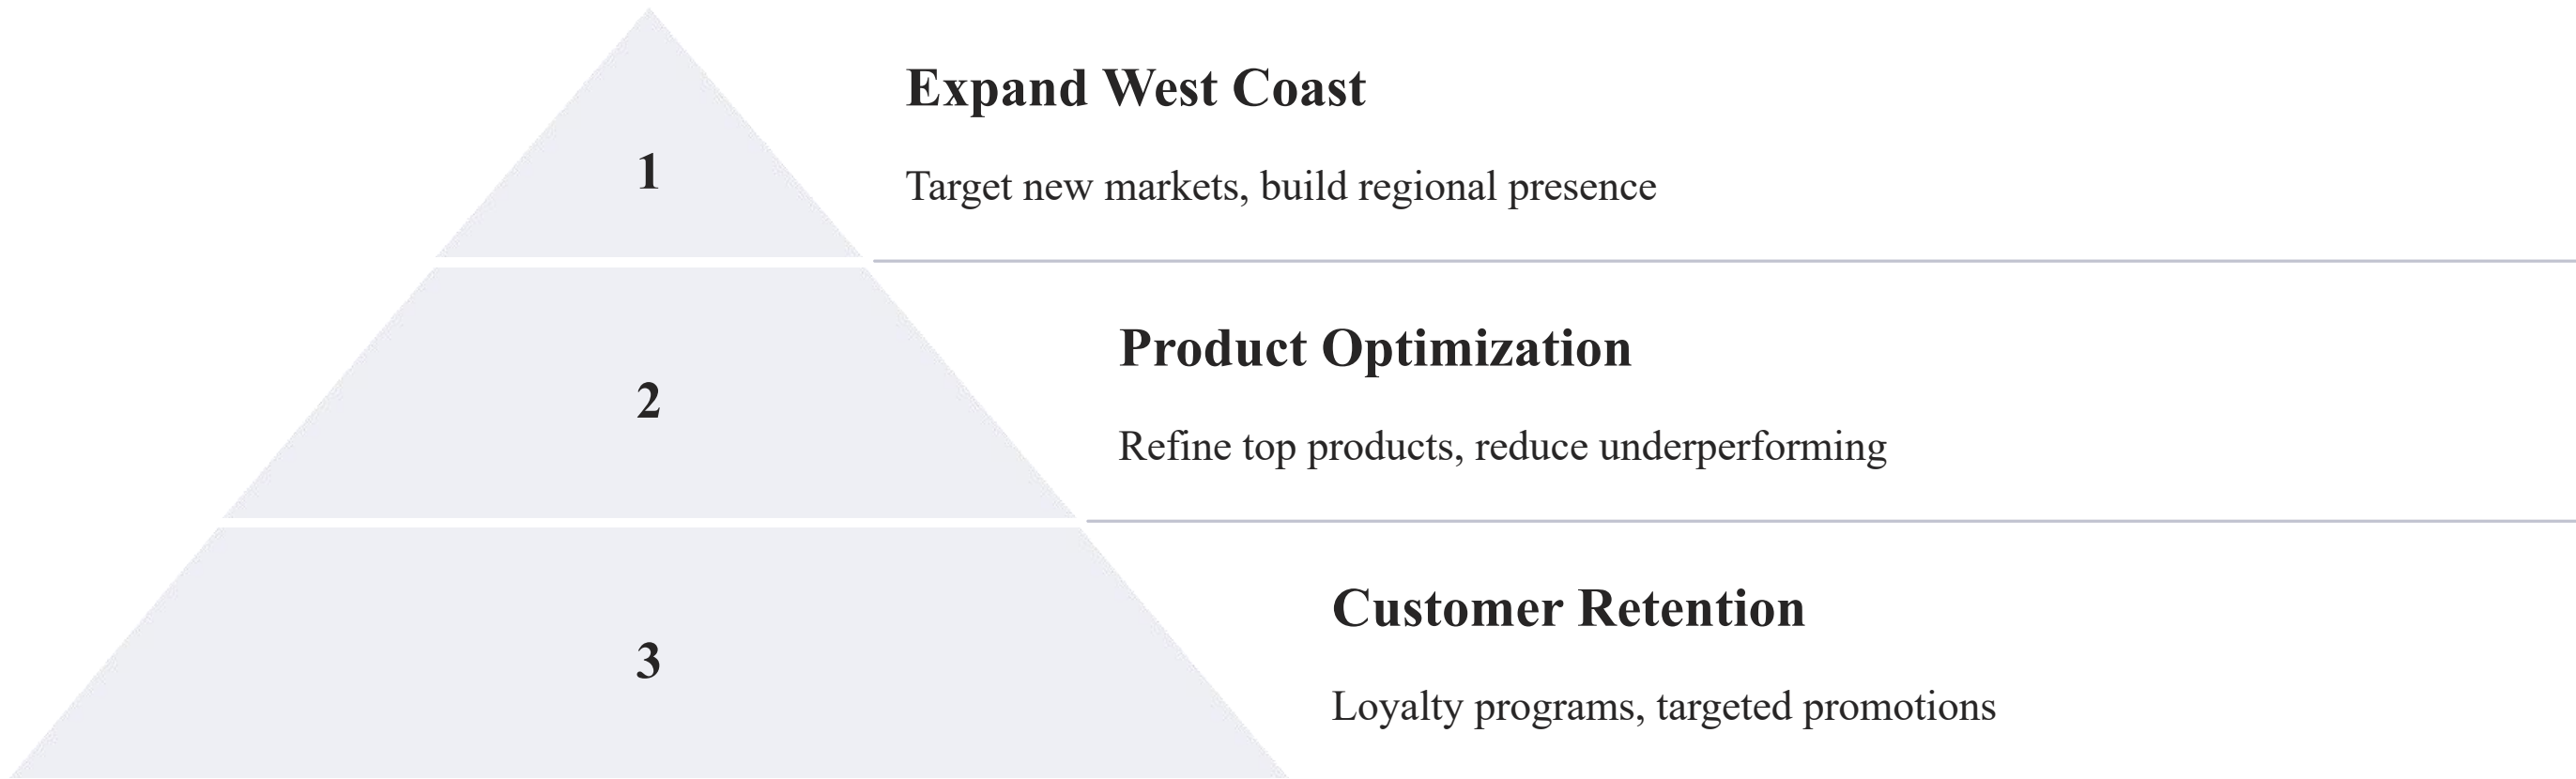 Expand West Coast
1
Target new markets, build regional presence
Product Optimization
2
Refine top products, reduce underperforming
Customer Retention
3
Loyalty programs, targeted promotions